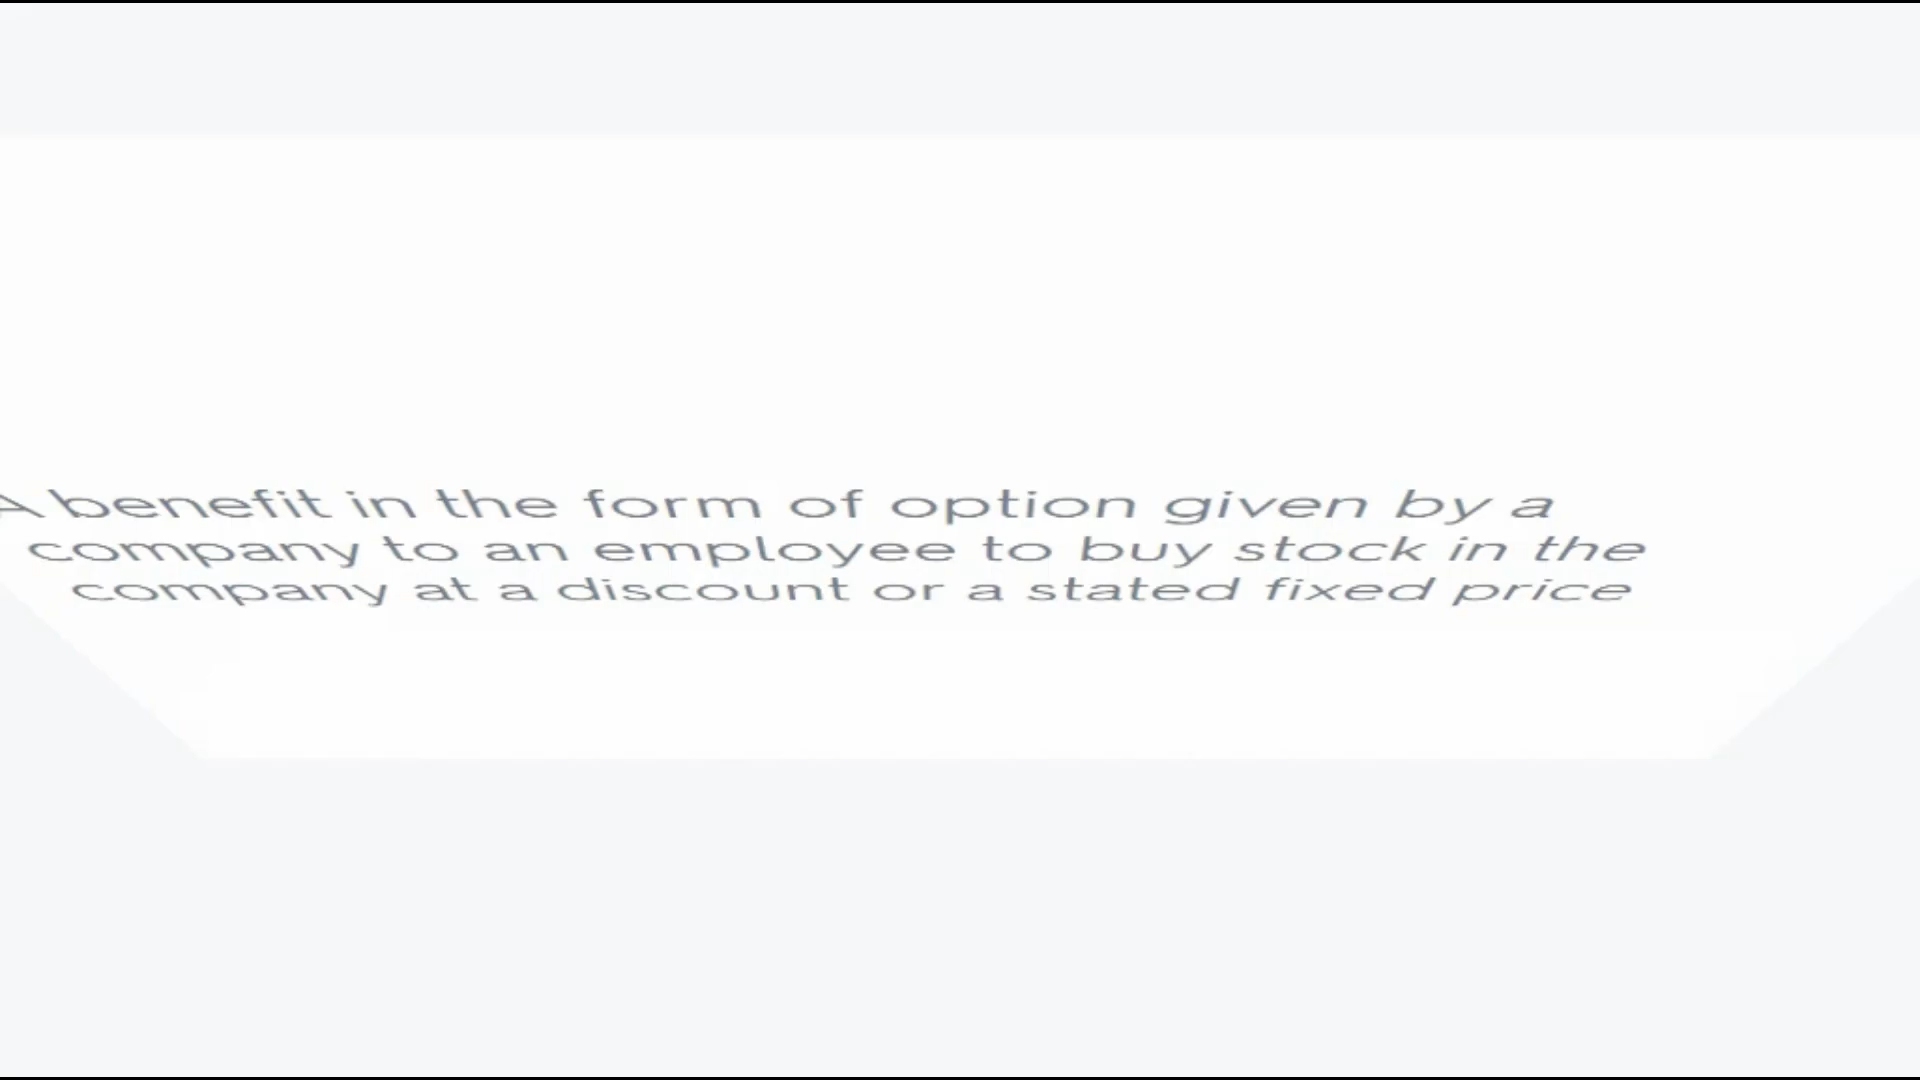 A benefit in the form of option given by a
company to an employee to buy stock in the
company at a discount or a stated fixed price